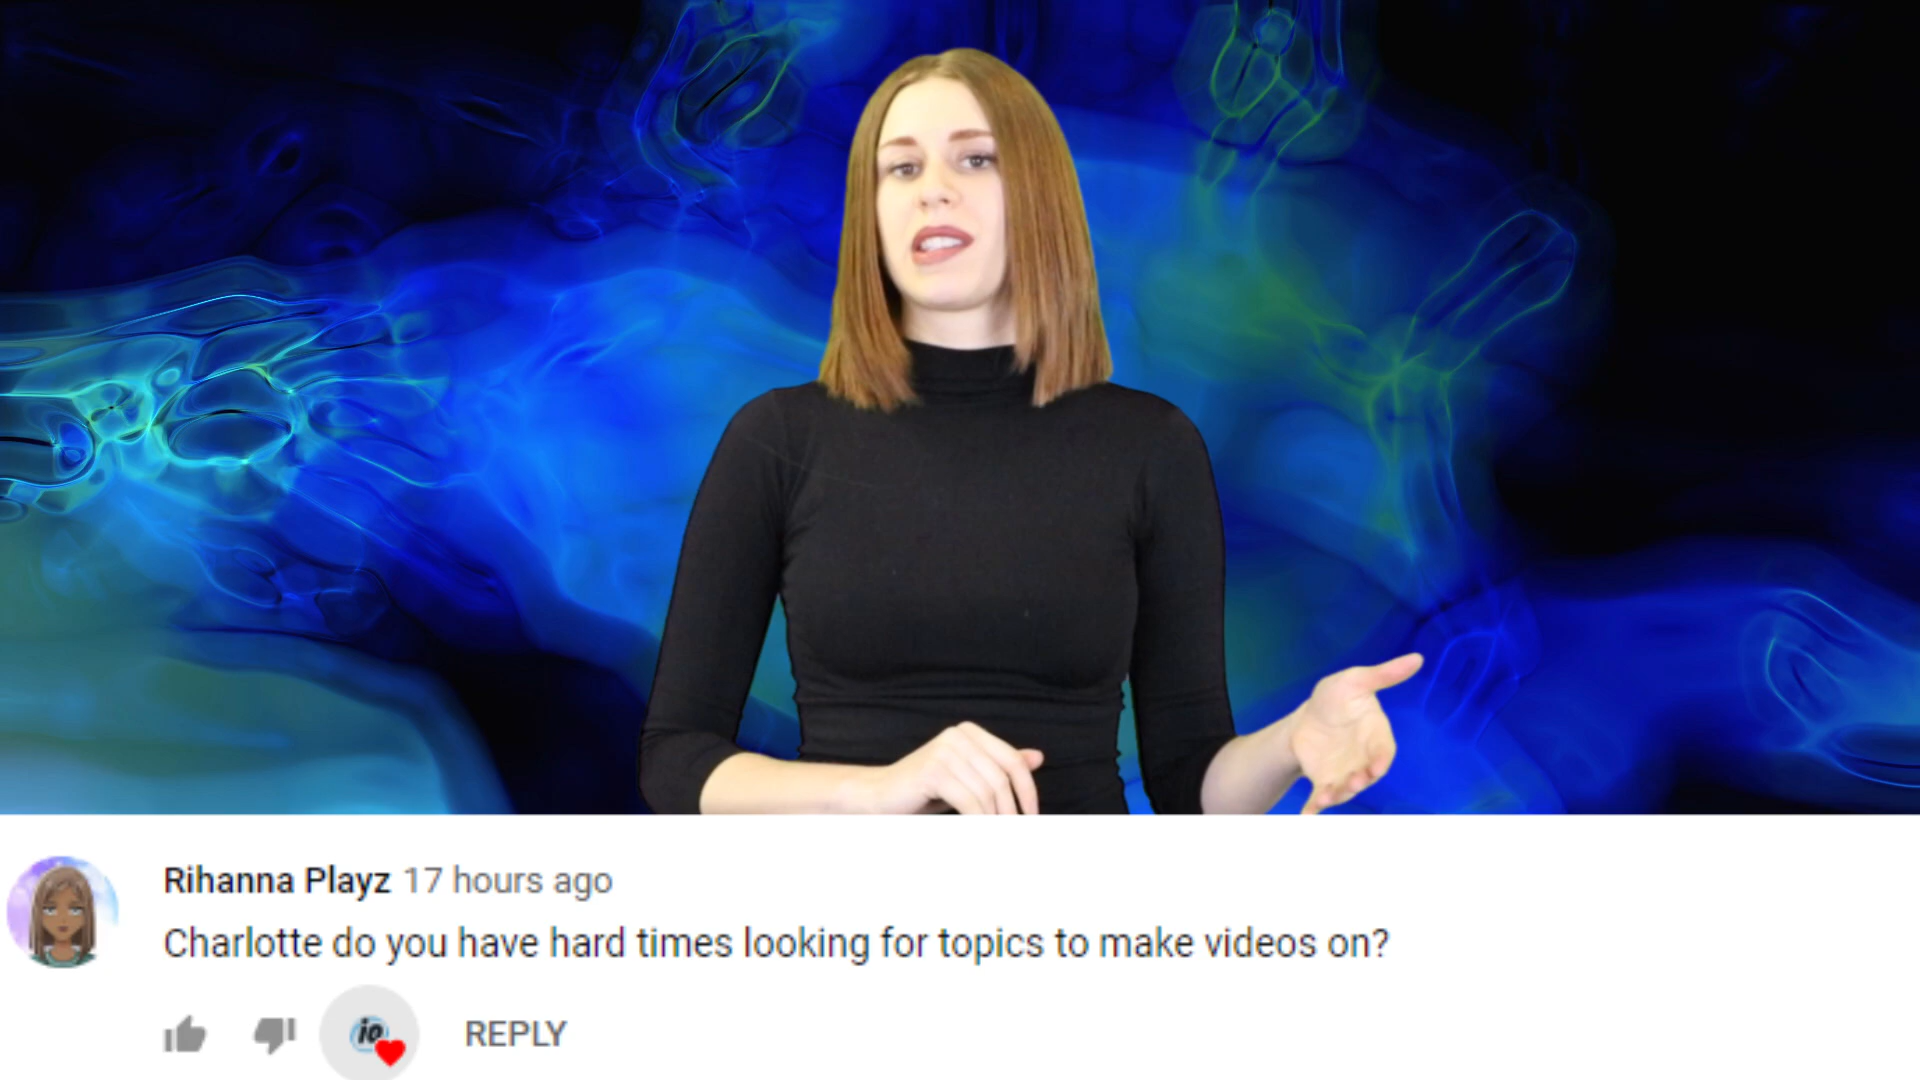 Rihanna Playz 17 hours ago
Charlotte do you have hard times looking for topics to make videos on?
io
REPLY